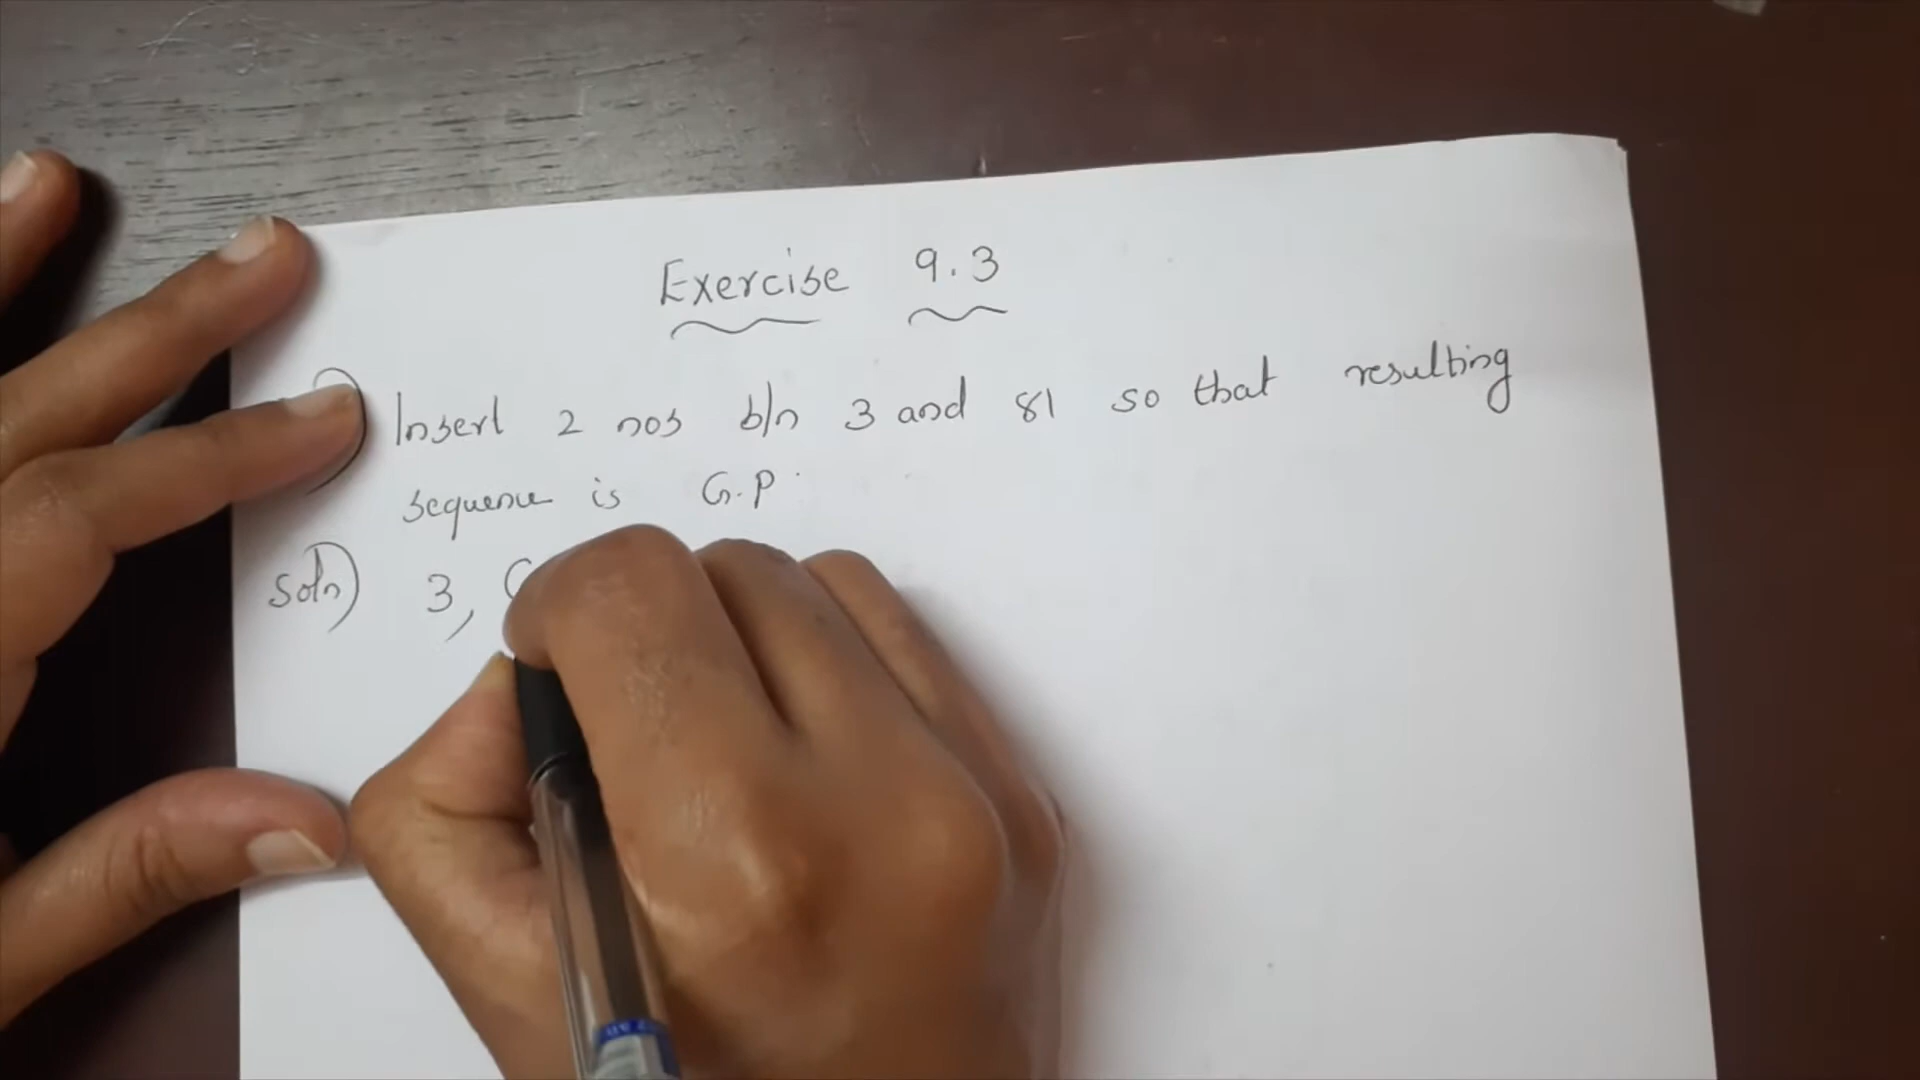 Exercise 9.3
Insert 2 nos b/n 3 and 81 so that resulting
sequence is G.P.
Soln) 3, G